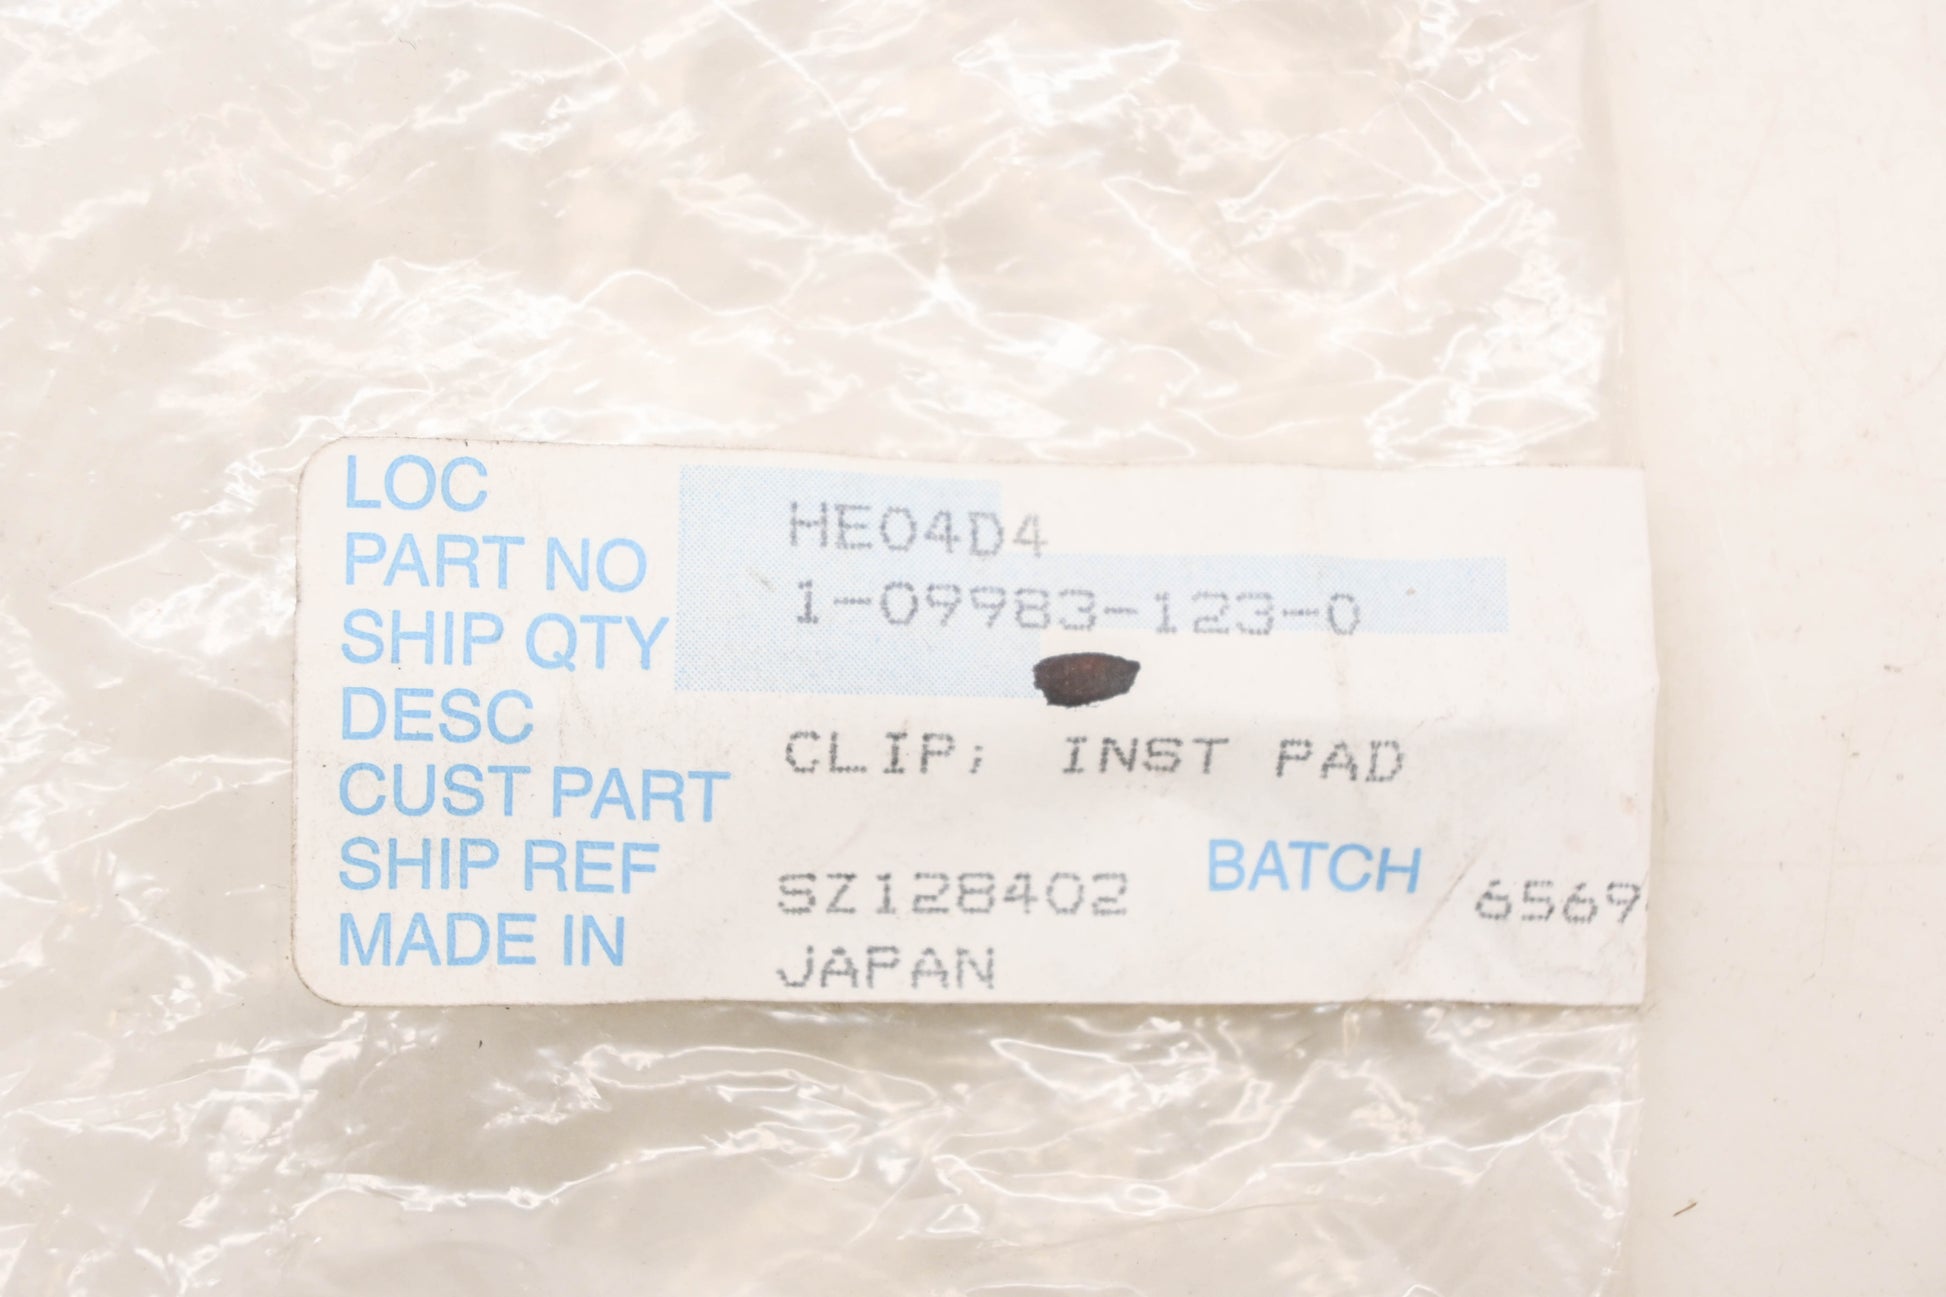 LOC HE04D4
PART NO 1-09983-123-0
SHIP QTY
DESC CLIP; INST PAD
CUST PART
SHIP REF SZ128402 BATCH 6569
MADE IN JAPAN